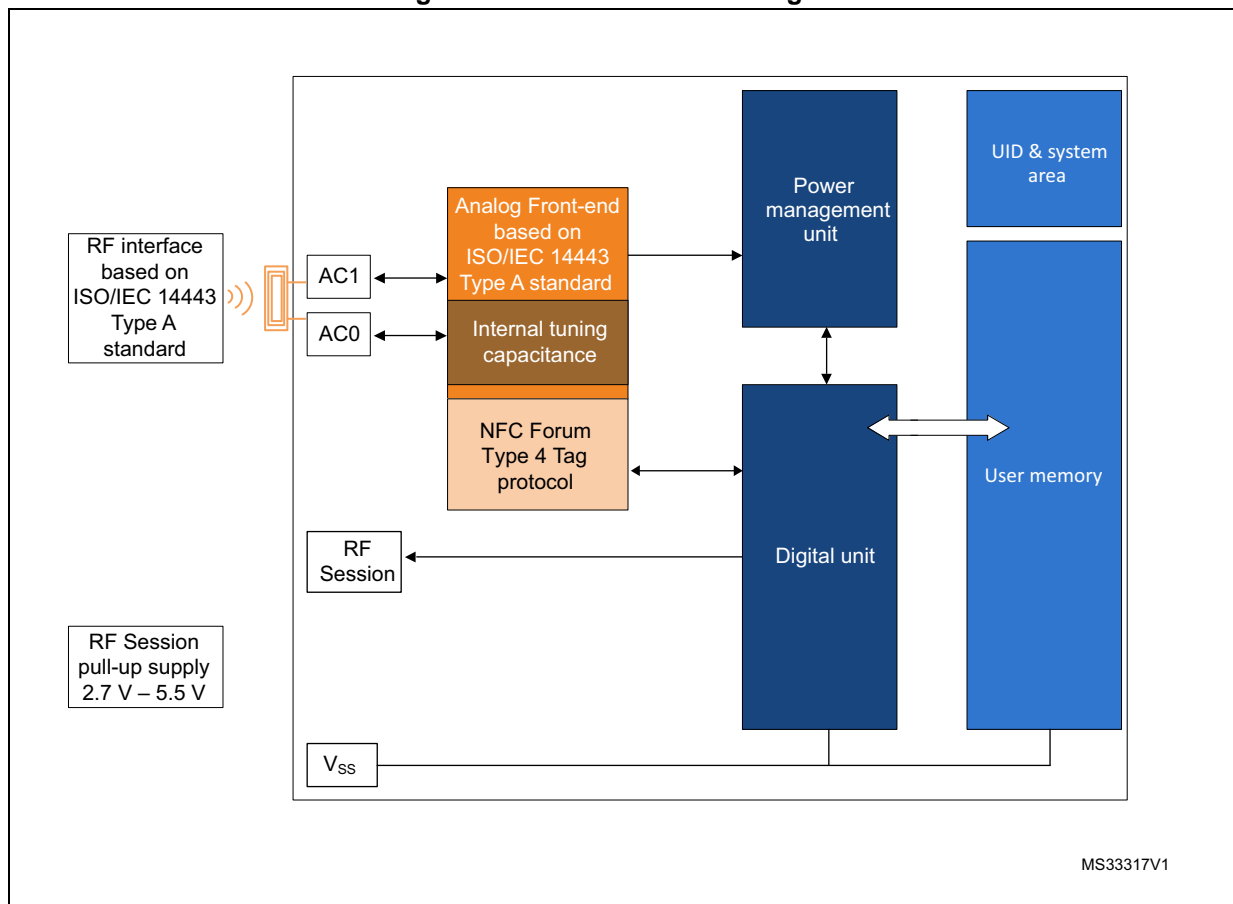 RF interface
based on
ISO/IEC 14443
Type A
standard
AC1
AC0
Analog Front-end
based on
ISO/IEC 14443
Type A standard
Internal tuning
capacitance
NFC Forum
Type 4 Tag
protocol
Power
management
unit
UID & system
area
User memory
Digital unit
RF
Session
RF Session
pull-up supply
2.7 V – 5.5 V
VSS
MS33317V1